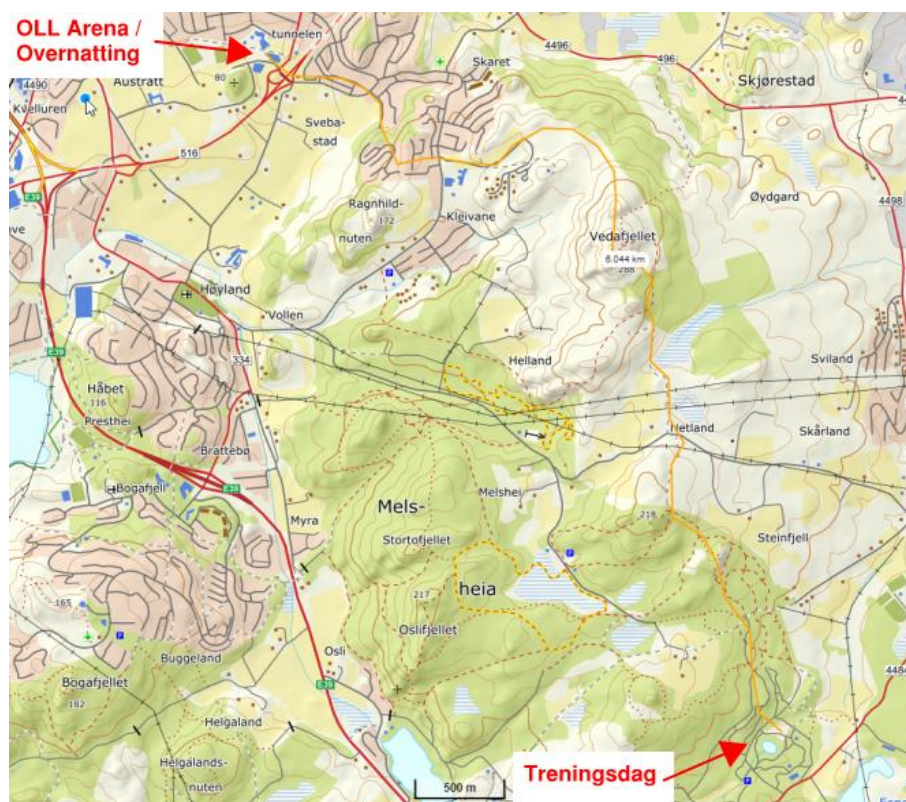 OLL Arena /
Overnatting
tunnelen
4496
496
Skaret
Skjørestad
80
Austrått
4490
Kvelluren
Sveba-
stad
516
E39
Ragnhild-
nuten
172
Kleivane
Øydgard
4498
Vedafjellet
6.044 km
288
Høyland
Vollen
334
Helland
Sviland
E39
Håbet
116
Presthei
Brattebø
Netland
Skårland
Bogafjell
E39
Mels-
Melshei
Myra
Stortofjellet
218
Steinfjell
heia
165
217
Oslifjellet
Buggeland
Osli
Bogafjellet
182
E39
4484
Helgaland
Helgalands-
nuten
500 m
Treningsdag